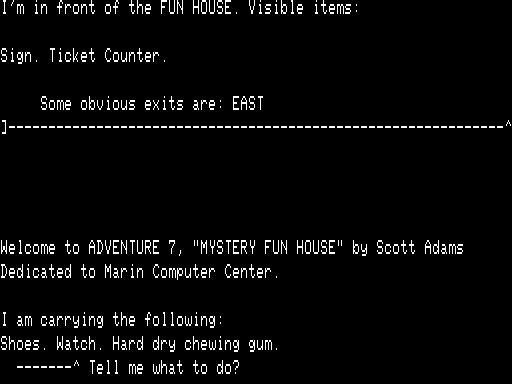 I'm in front of the FUN HOUSE. Visible items:
Sign. Ticket Counter.
Some obvious exits are: EAST
]--------------------------------------------------------------^
Welcome to ADVENTURE 7, "MYSTERY FUN HOUSE" by Scott Adams
Dedicated to Marin Computer Center.
I am carrying the following:
Shoes. Watch. Hard dry chewing gum.
-------^ Tell me what to do?